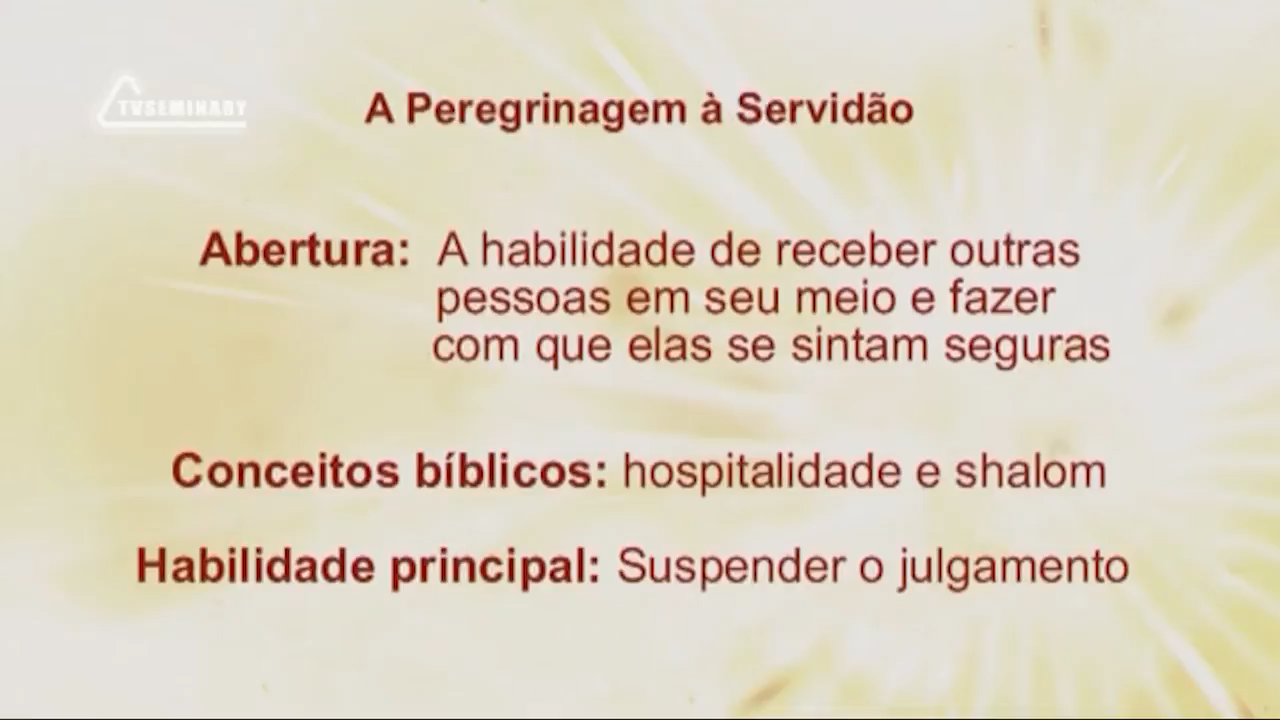 TVSEMINARY
A Peregrinagem à Servidão
Abertura: A habilidade de receber outras
pessoas em seu meio e fazer
com que elas se sintam seguras
Conceitos bíblicos: hospitalidade e shalom
Habilidade principal: Suspender o julgamento